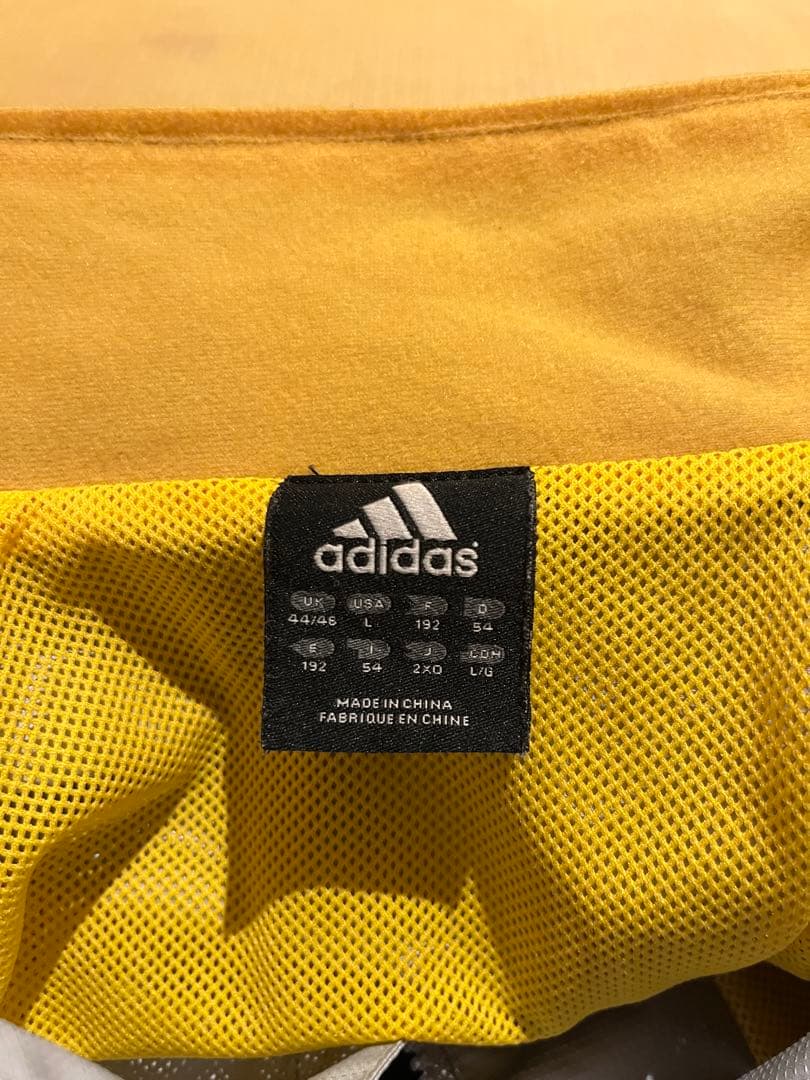 adidas
UK USA F D
44/46 L 192 54
E I J CDN
192 54 2XO L/G
MADE IN CHINA
FABRIQUE EN CHINE